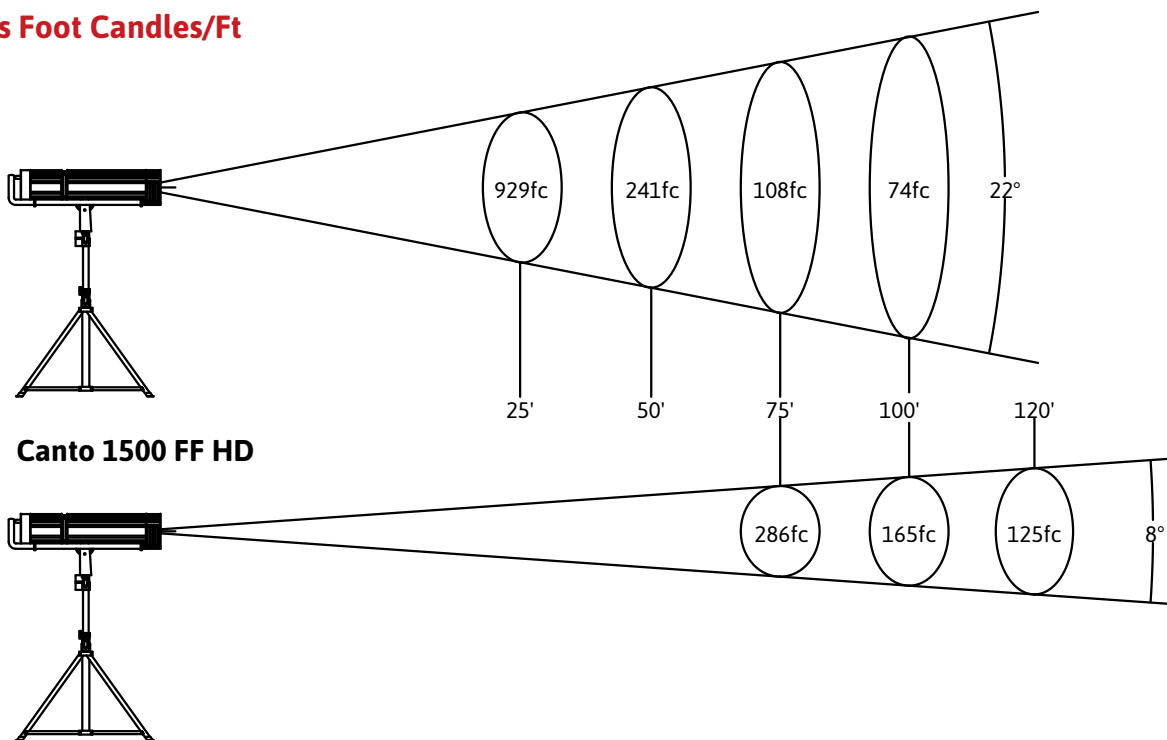 s Foot Candles/Ft
929fc 241fc 108fc 74fc 22°
25' 50' 75' 100' 120'
Canto 1500 FF HD
286fc 165fc 125fc 8°